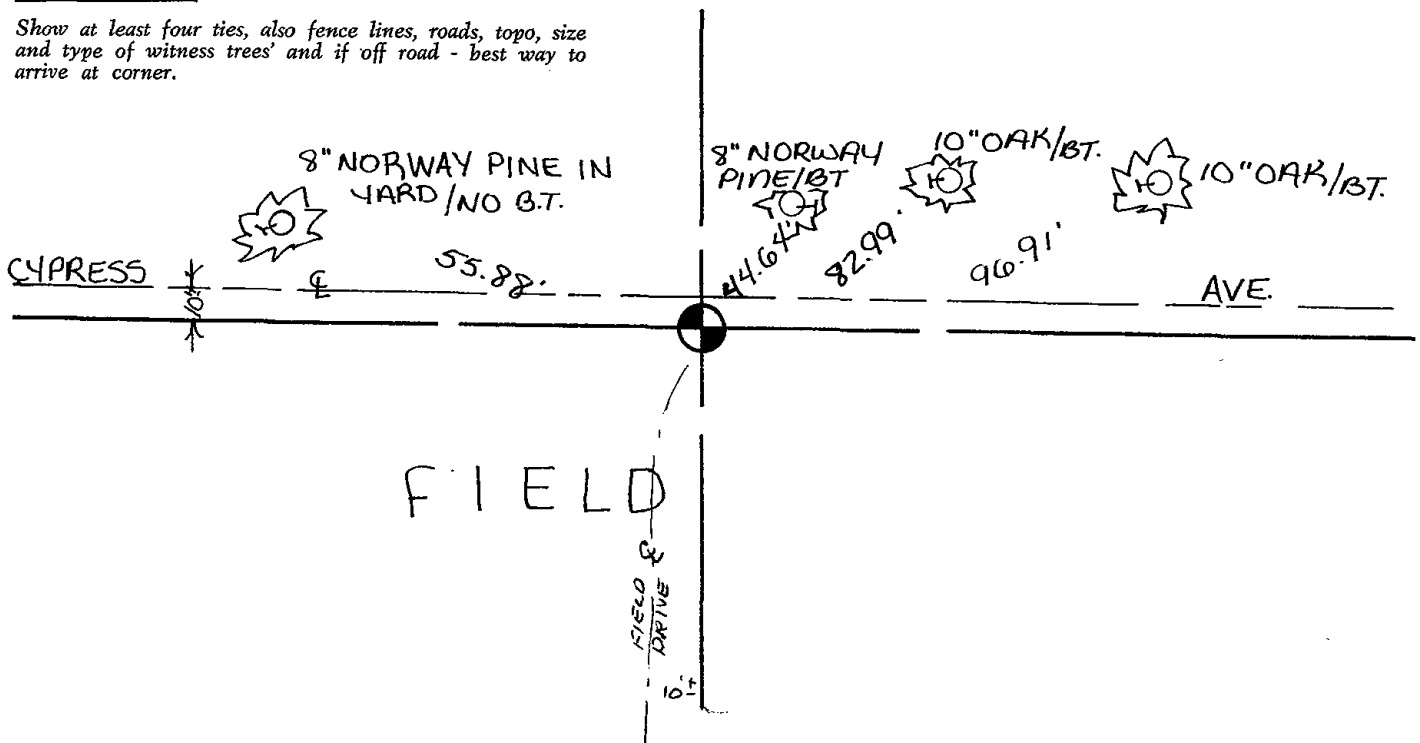 Show at least four ties, also fence lines, roads, topo, size
and type of witness trees' and if off road - best way to
arrive at corner.
8" NORWAY PINE IN
YARD/NO B.T.
8" NORWAY
PINE/BT
10" OAK/BT.
10" OAK/BT.
CYPRESS
10'±
℄
55.88'
44.64'
82.99'
96.91'
AVE.
FIELD
℄
FIELD
DRIVE
10'±